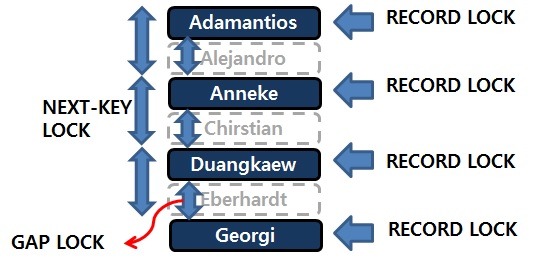 Adamantios
RECORD LOCK
Alejandro
Anneke
RECORD LOCK
NEXT-KEY
LOCK
Chirstian
Duangkaew
RECORD LOCK
Eberhardt
GAP LOCK
Georgi
RECORD LOCK